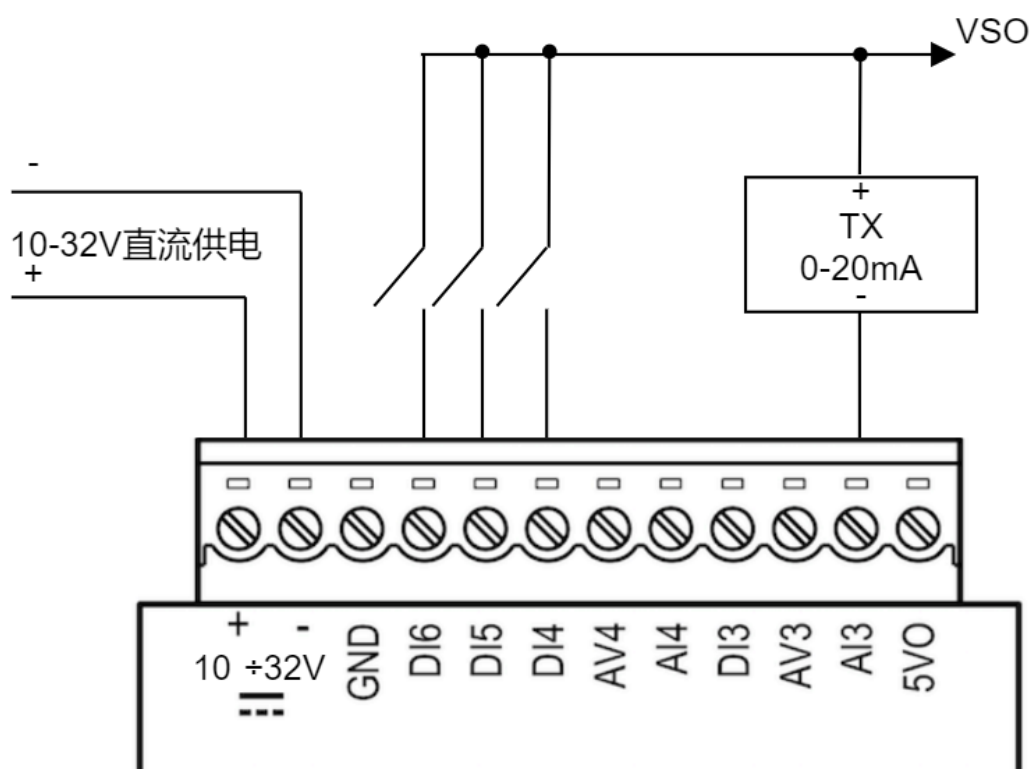 VSO
-
10-32V直流供电
+
+
TX
0-20mA
-
+ - GND DI6 DI5 DI4 AV4 AI4 DI3 AV3 AI3 5VO
10 ÷32V